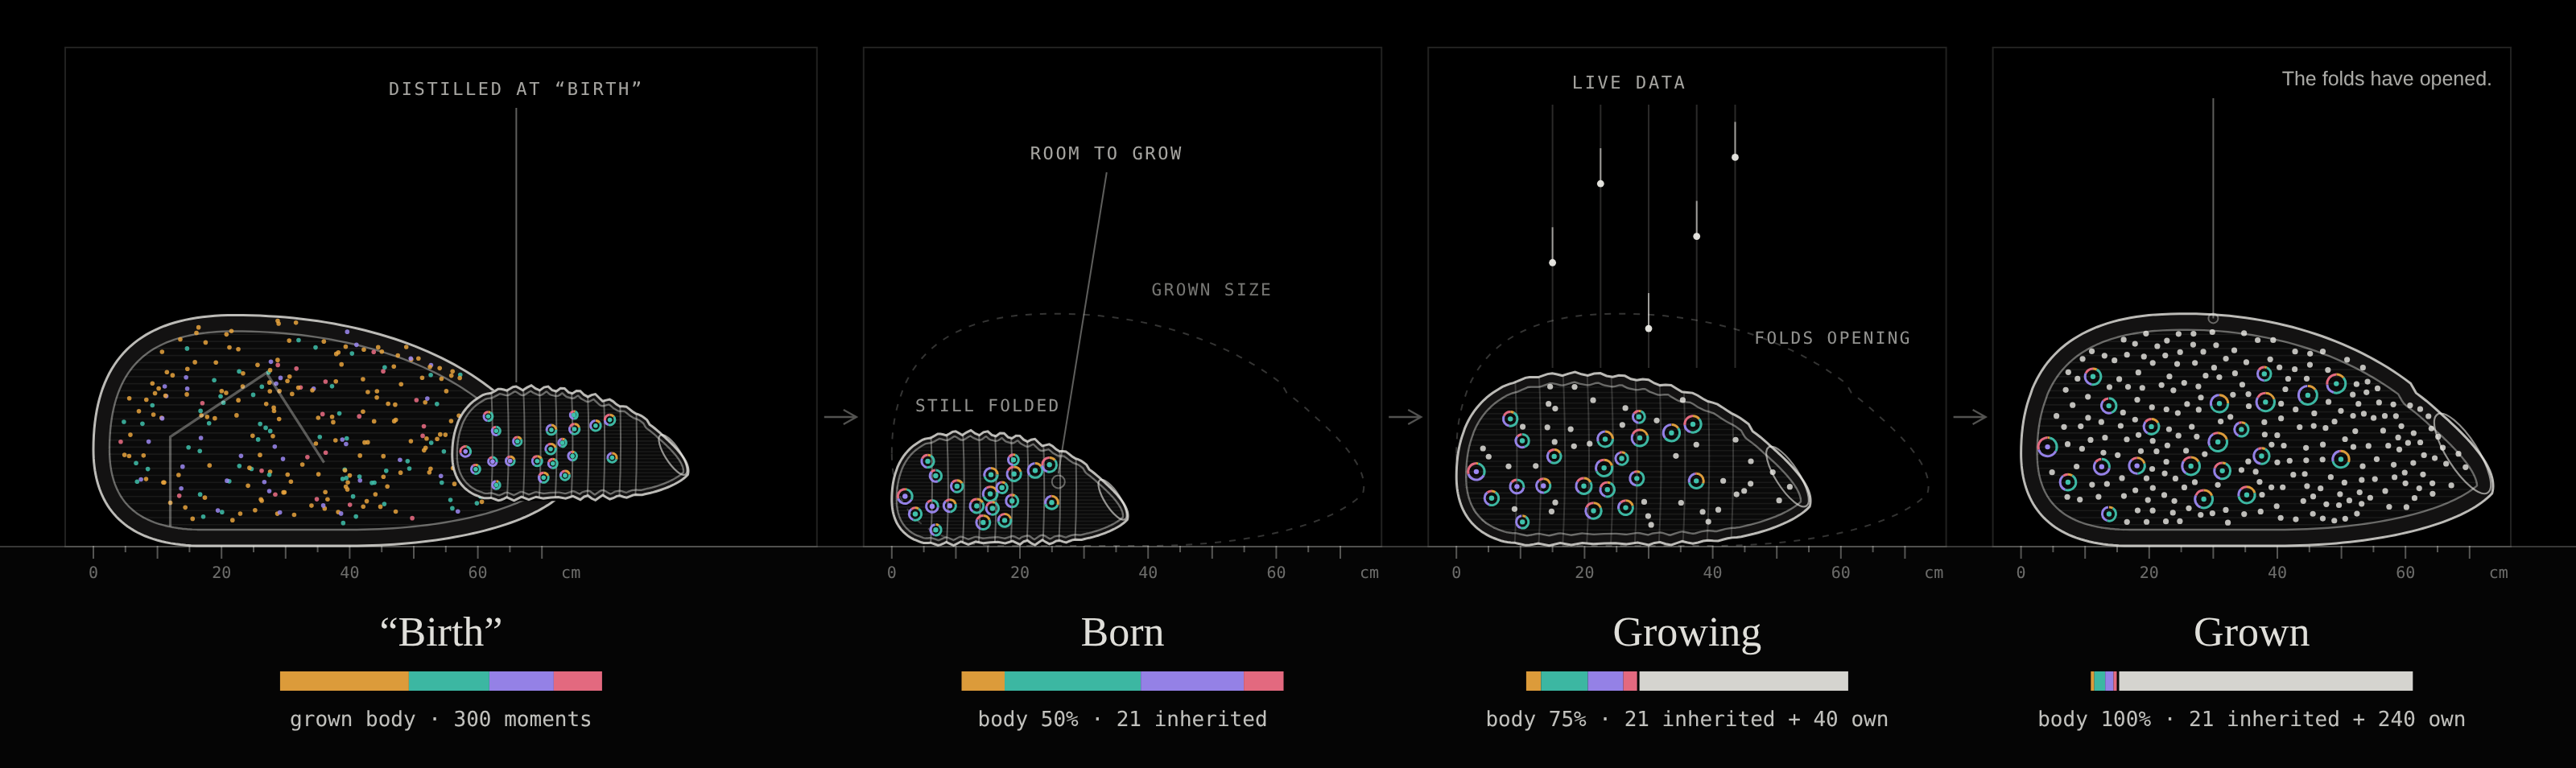 DISTILLED AT “BIRTH”
0 20 40 60 cm
“Birth”
grown body · 300 moments
ROOM TO GROW
GROWN SIZE
STILL FOLDED
0 20 40 60 cm
Born
body 50% · 21 inherited
LIVE DATA
FOLDS OPENING
0 20 40 60 cm
Growing
body 75% · 21 inherited + 40 own
The folds have opened.
0 20 40 60 cm
Grown
body 100% · 21 inherited + 240 own